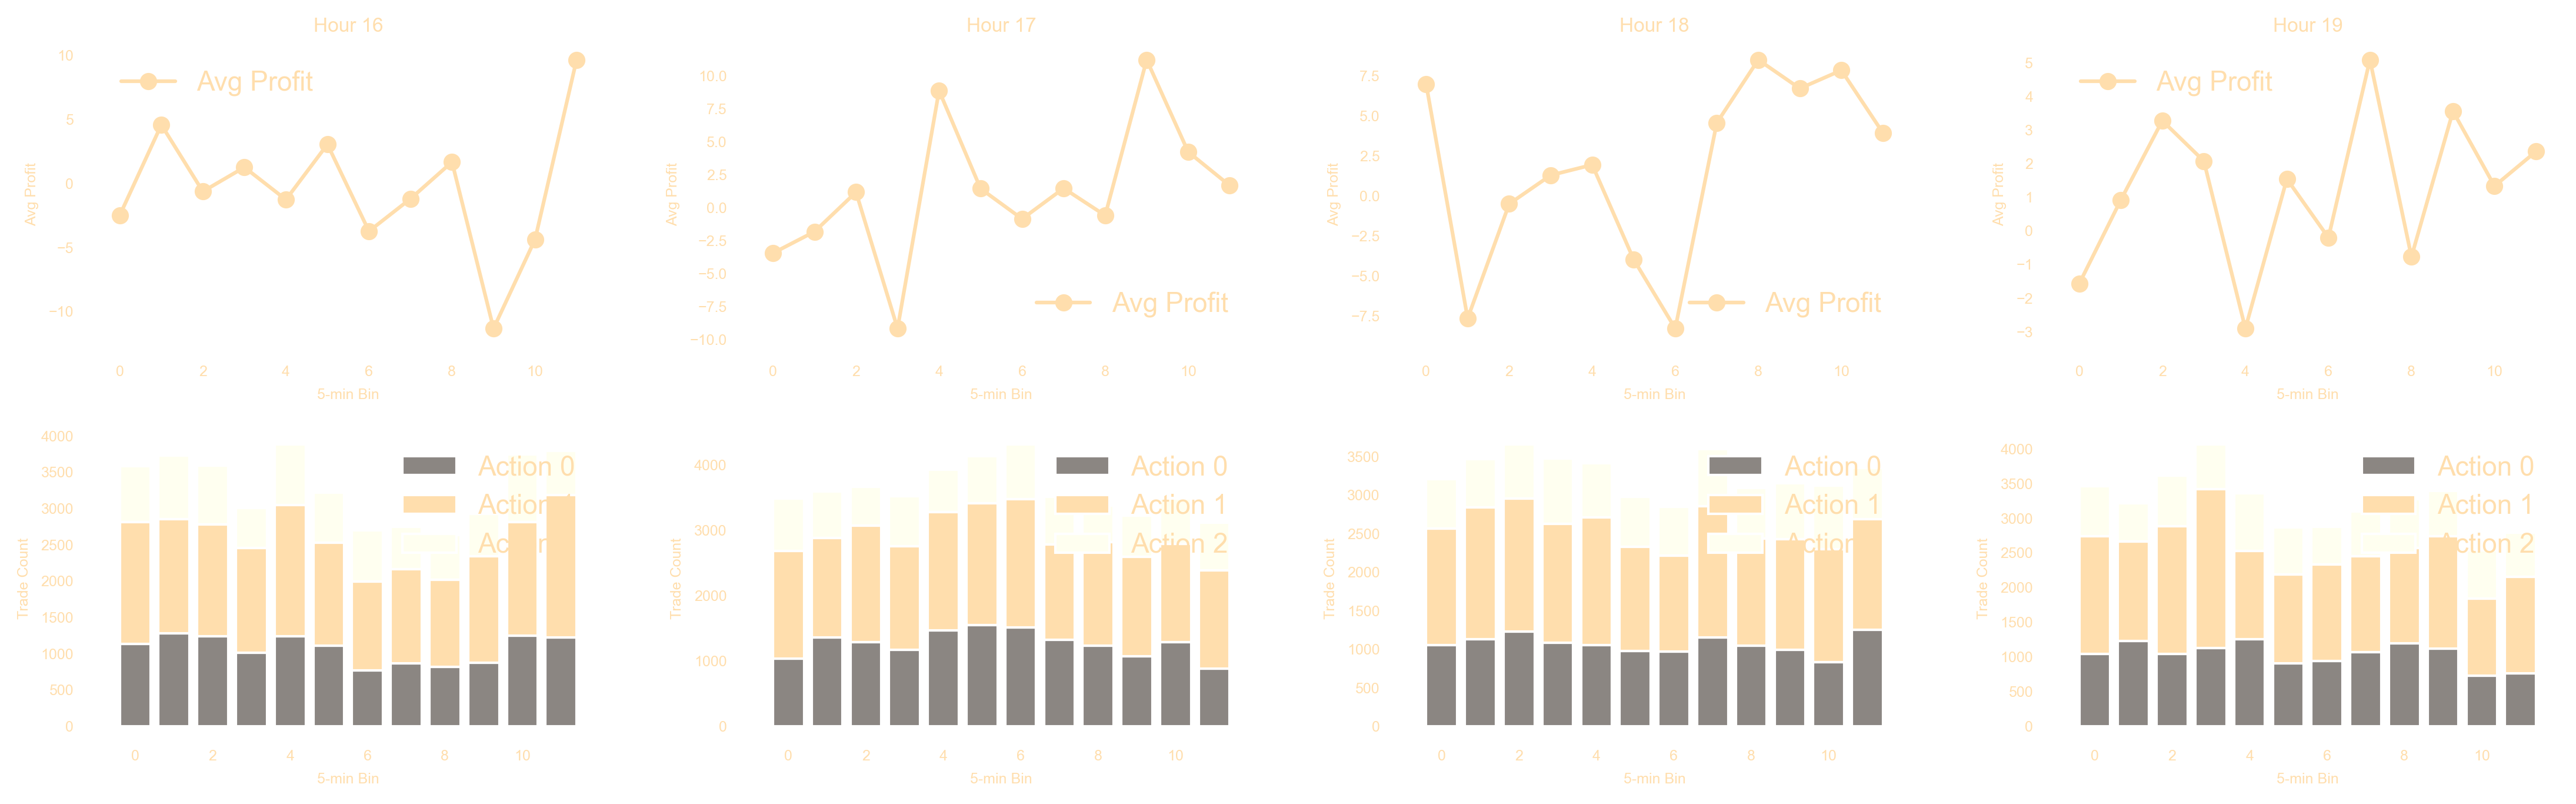 Hour 16
10
5
0
−5
−10
Avg Profit
Avg Profit
0 2 4 6 8 10
5-min Bin
Hour 17
10.0
7.5
5.0
2.5
0.0
−2.5
−5.0
−7.5
−10.0
Avg Profit
Avg Profit
0 2 4 6 8 10
5-min Bin
Hour 18
7.5
5.0
2.5
0.0
−2.5
−5.0
−7.5
Avg Profit
Avg Profit
0 2 4 6 8 10
5-min Bin
Hour 19
5
4
3
2
1
0
−1
−2
−3
Avg Profit
Avg Profit
0 2 4 6 8 10
5-min Bin
4000
3500
3000
2500
2000
1500
1000
500
0
Trade Count
Action 0
0 2 4 6 8 10
5-min Bin
4000
3000
2000
1000
0
Trade Count
Action 0
Action 1
Action 2
0 2 4 6 8 10
5-min Bin
3500
3000
2500
2000
1500
1000
500
0
Trade Count
Action 0
Action 1
0 2 4 6 8 10
5-min Bin
4000
3500
3000
2500
2000
1500
1000
500
0
Trade Count
Action 0
Action 1
Action 2
0 2 4 6 8 10
5-min Bin